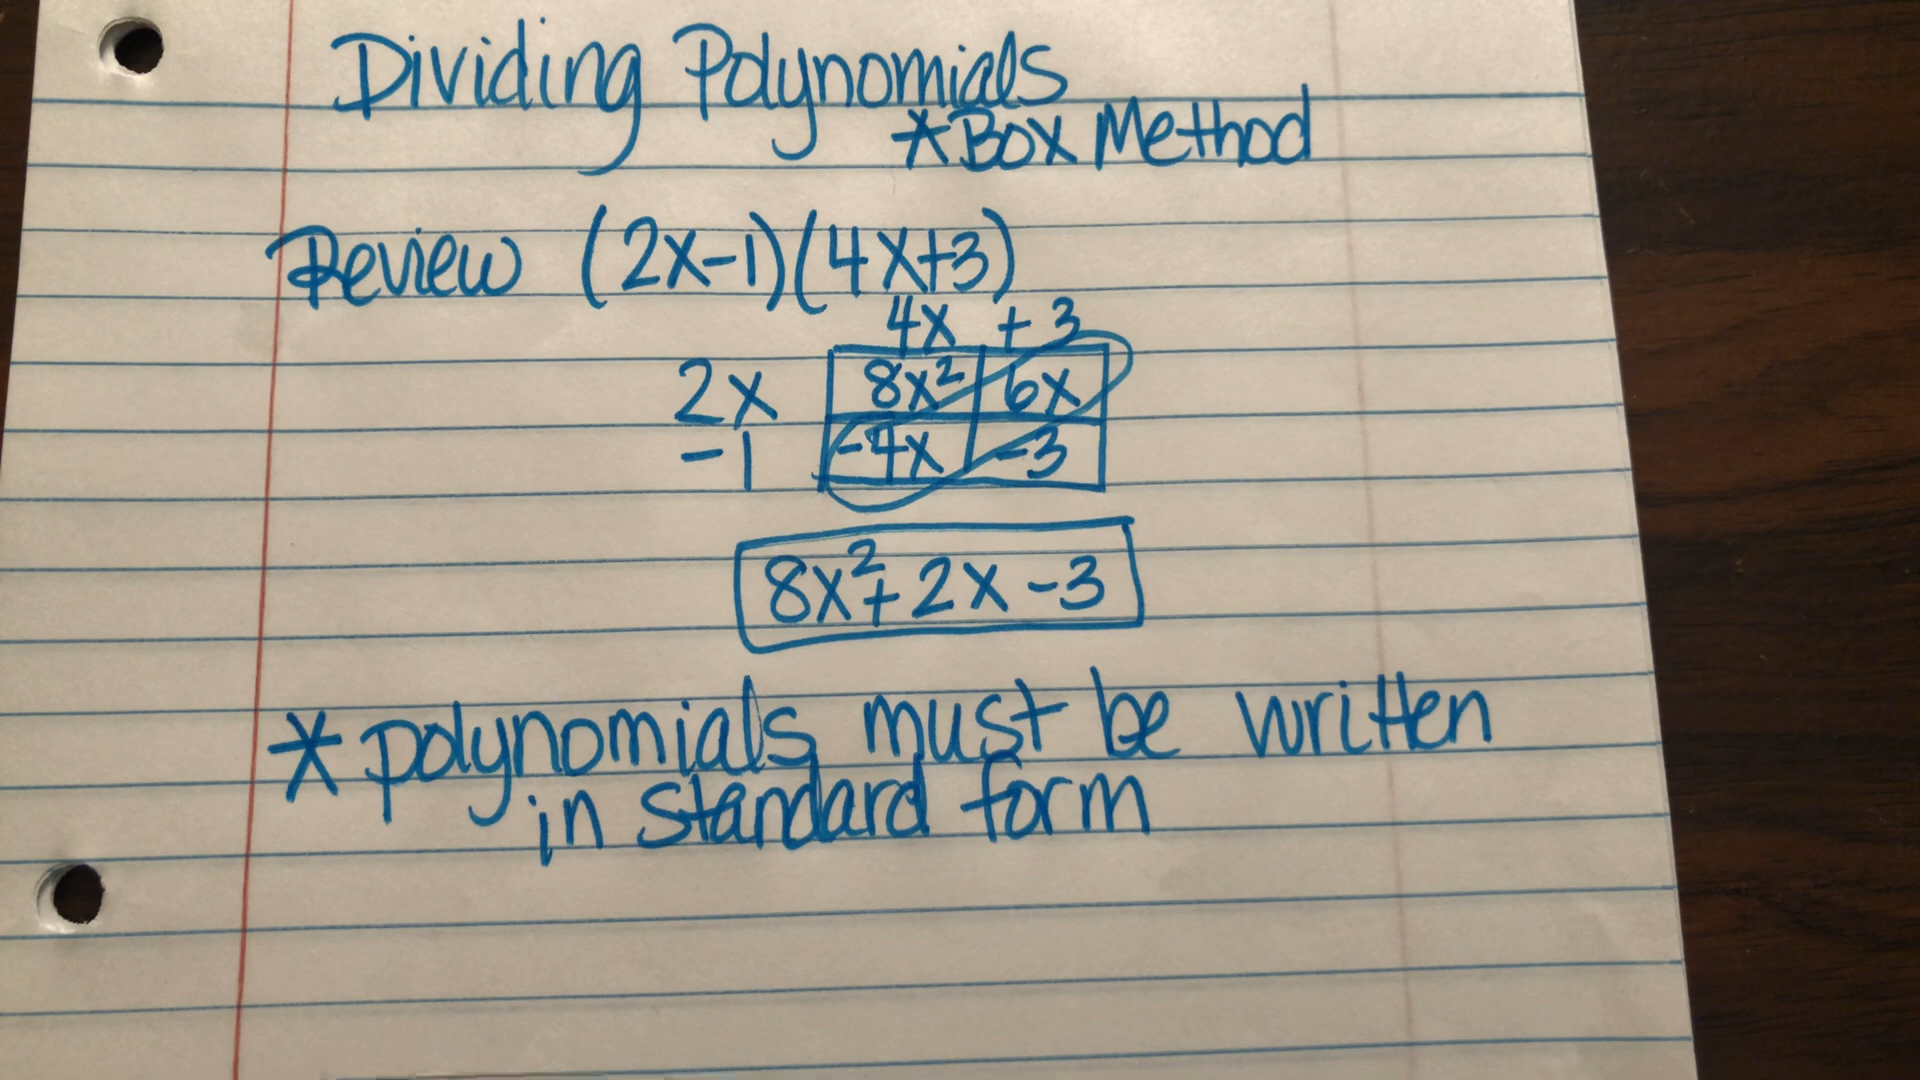 Dividing Polynomials
*Box Method
Review (2x-1)(4x+3)
4x + 3
2x 8x² 6x
-1 -4x -3
8x²+2x-3
* polynomials must be written
in standard form